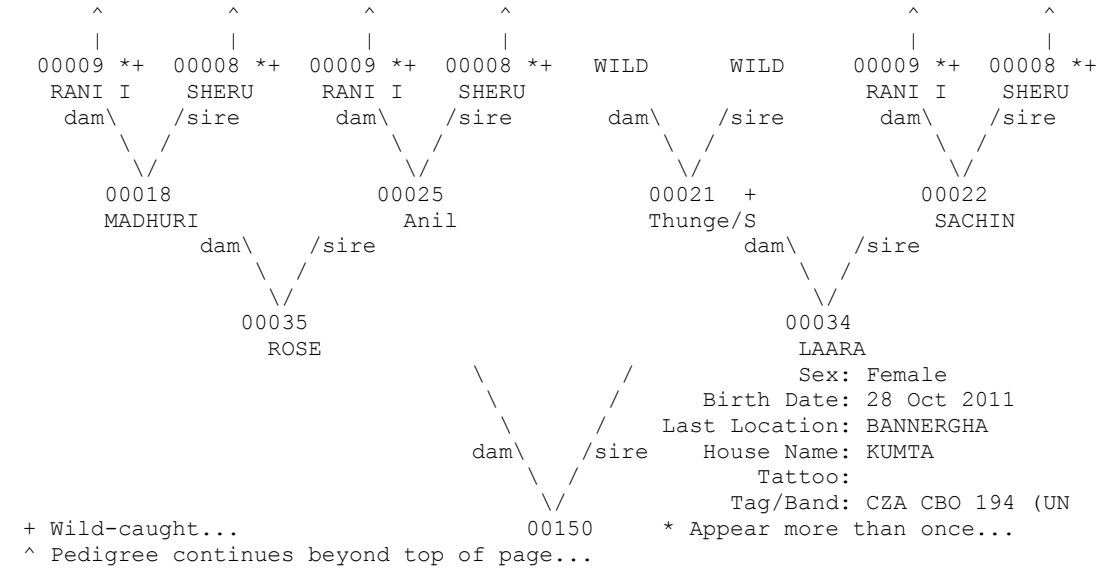 ^ ^ ^ ^ ^ ^
| | | | | |
00009 *+ 00008 *+ 00009 *+ 00008 *+ WILD WILD 00009 *+ 00008 *+
RANI I SHERU RANI I SHERU RANI I SHERU
dam\ /sire dam\ /sire dam\ /sire dam\ /sire
\ / \ / \ / \ /
\/ \/ \/ \/
00018 00025 00021 + 00022
MADHURI Anil Thunge/S SACHIN
dam\ /sire dam\ /sire
\ / \ /
\/ \/
00035 00034
ROSE LAARA
\ / Sex: Female
\ / Birth Date: 28 Oct 2011
\ / Last Location: BANNERGHA
dam\ /sire House Name: KUMTA
\ / Tattoo:
\/ Tag/Band: CZA CBO 194 (UN
+ Wild-caught... 00150 * Appear more than once...
^ Pedigree continues beyond top of page...